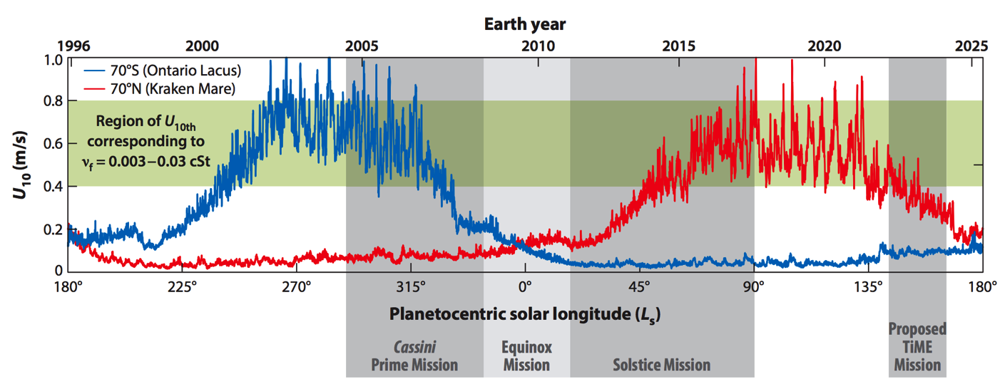 Earth year
1996 2000 2005 2010 2015 2020 2025
1.0
0.8
0.6
0.4
0.2
0
U10 (m/s)
70°S (Ontario Lacus)
70°N (Kraken Mare)
Region of U10th
corresponding to
νf = 0.003–0.03 cSt
180° 225° 270° 315° 0° 45° 90° 135° 180°
Planetocentric solar longitude (Ls)
Cassini
Prime Mission
Equinox
Mission
Solstice Mission
Proposed
TiME
Mission